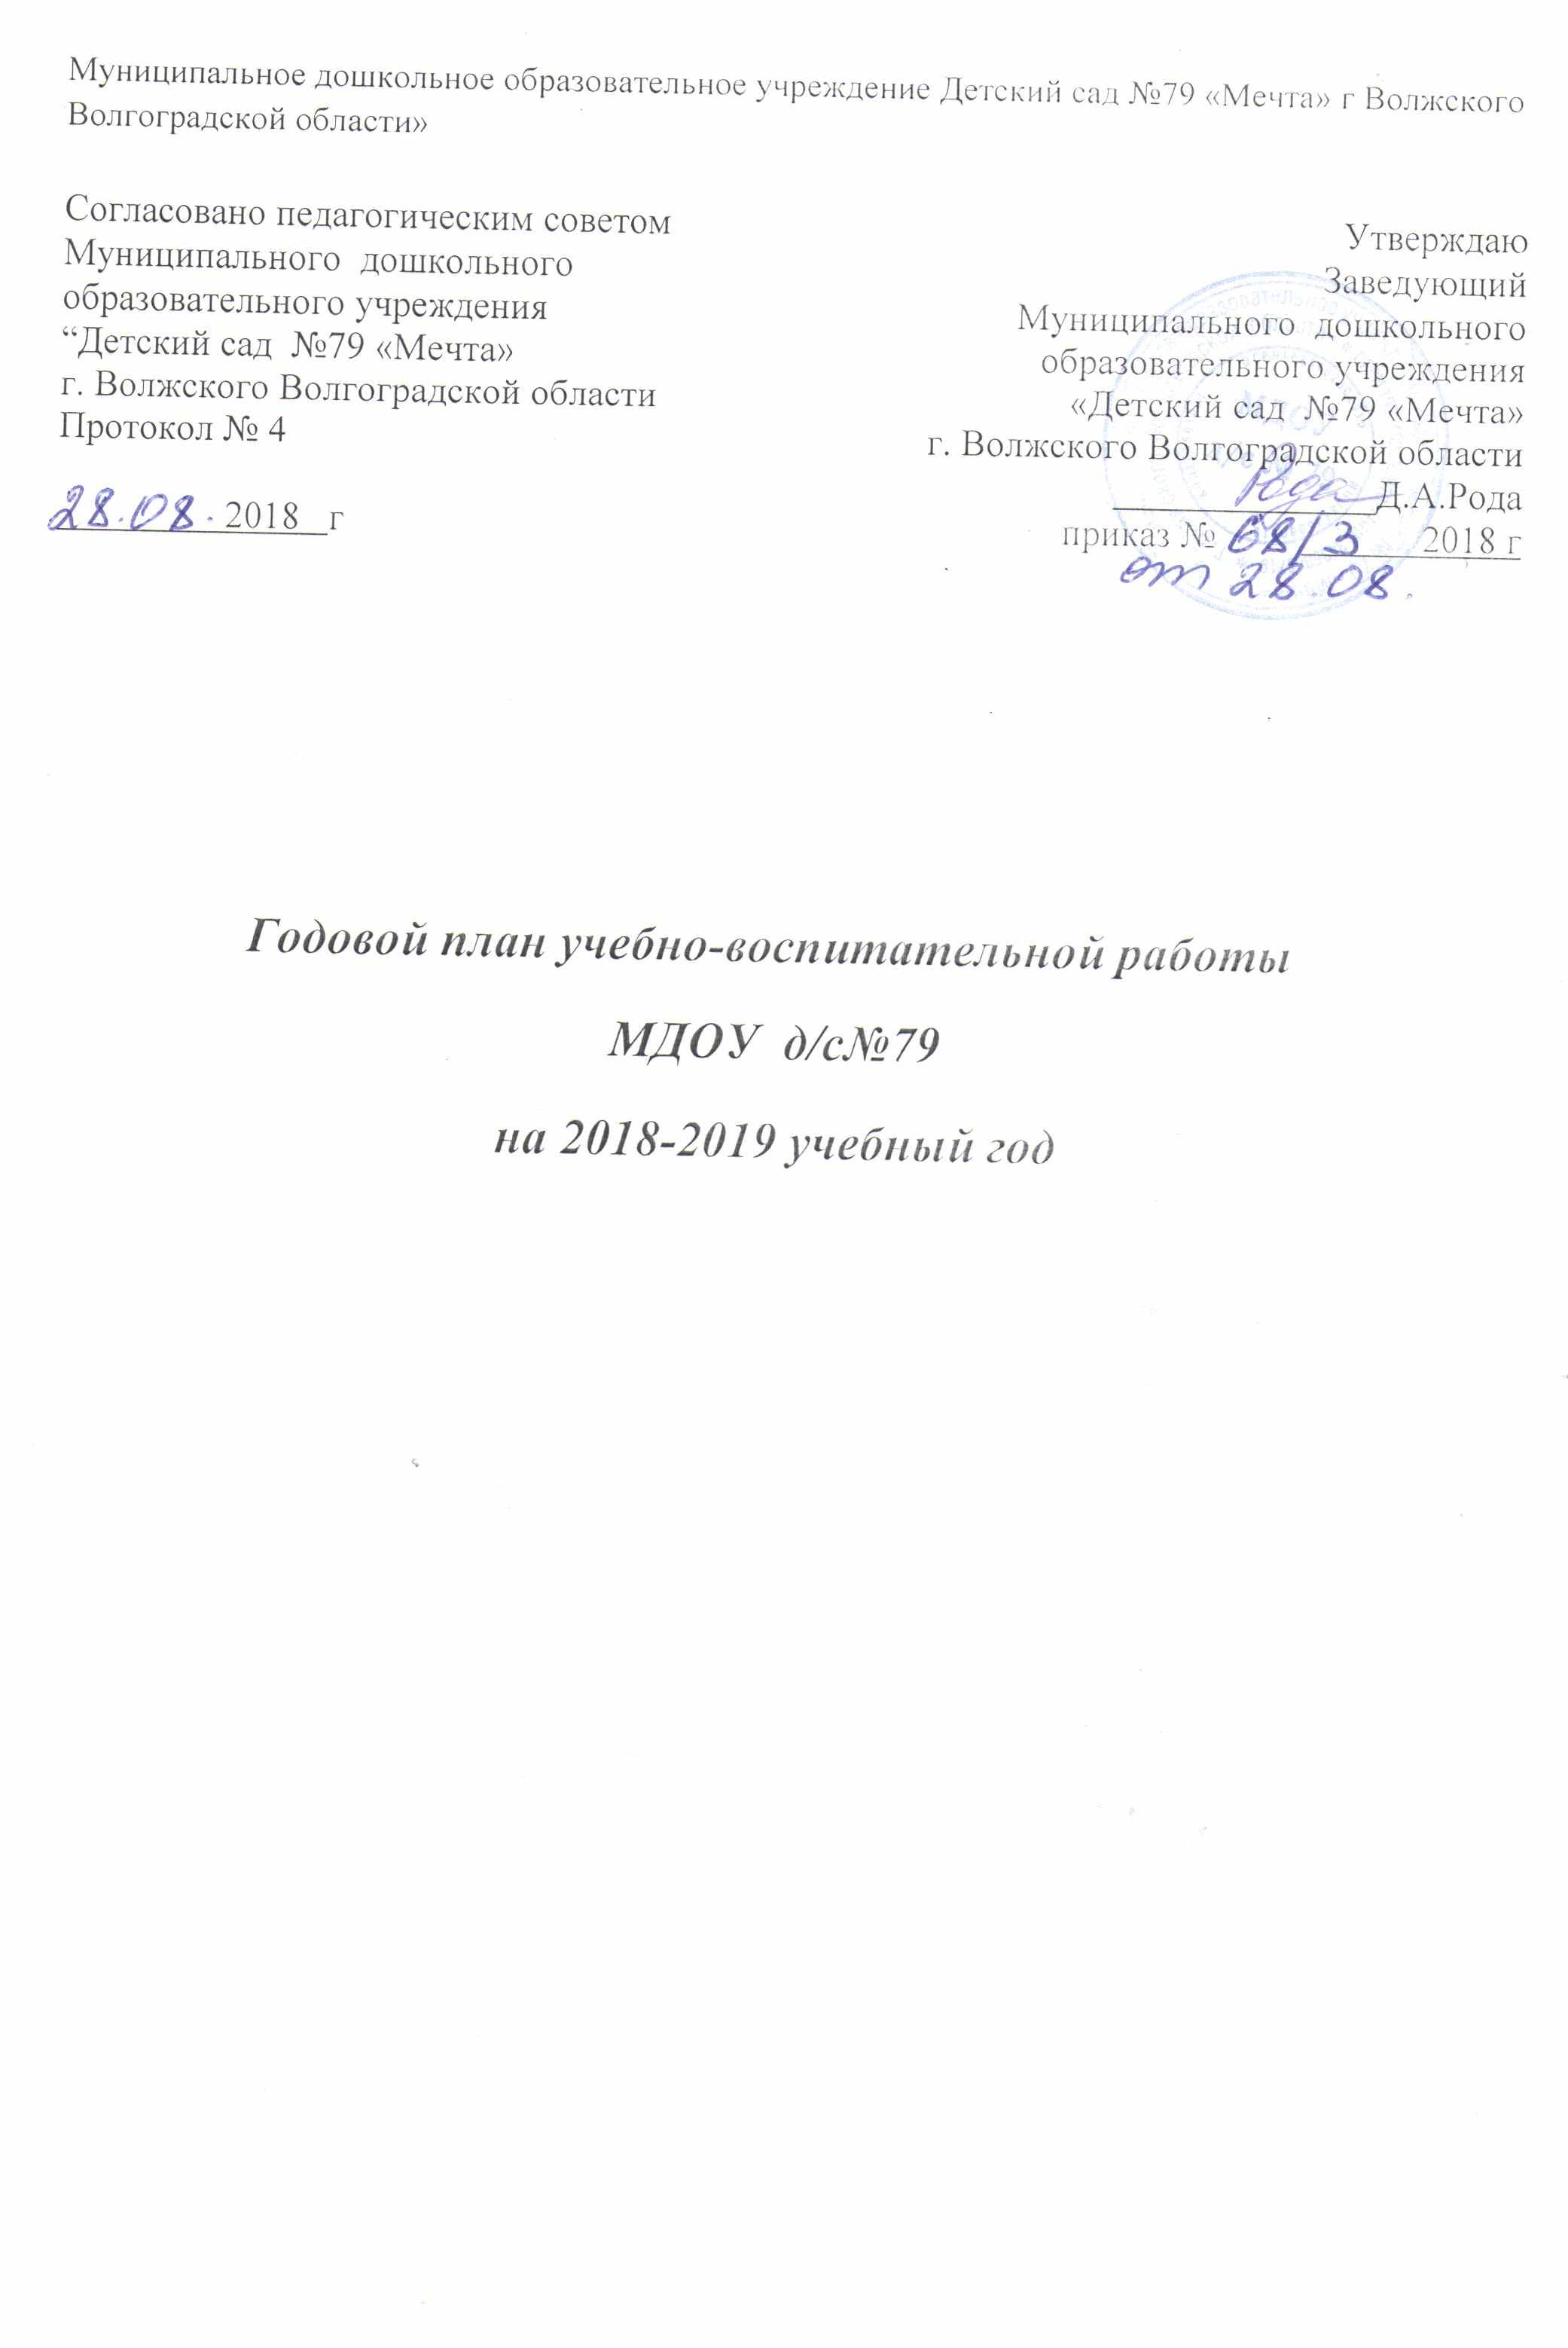 Муниципальное дошкольное образовательное учреждение Детский сад №79 «Мечта» г Волжского
Волгоградской области»
Согласовано педагогическим советом
Муниципального дошкольного
образовательного учреждения
“Детский сад №79 «Мечта»
г. Волжского Волгоградской области
Протокол № 4
28.08. 2018 г
Утверждаю
Заведующий
Муниципального дошкольного
образовательного учреждения
«Детский сад №79 «Мечта»
г. Волжского Волгоградской области
Рода Д.А.Рода
приказ № 68/3 2018 г
от 28.08.
Годовой план учебно-воспитательной работы
МДОУ д/с№79
на 2018-2019 учебный год